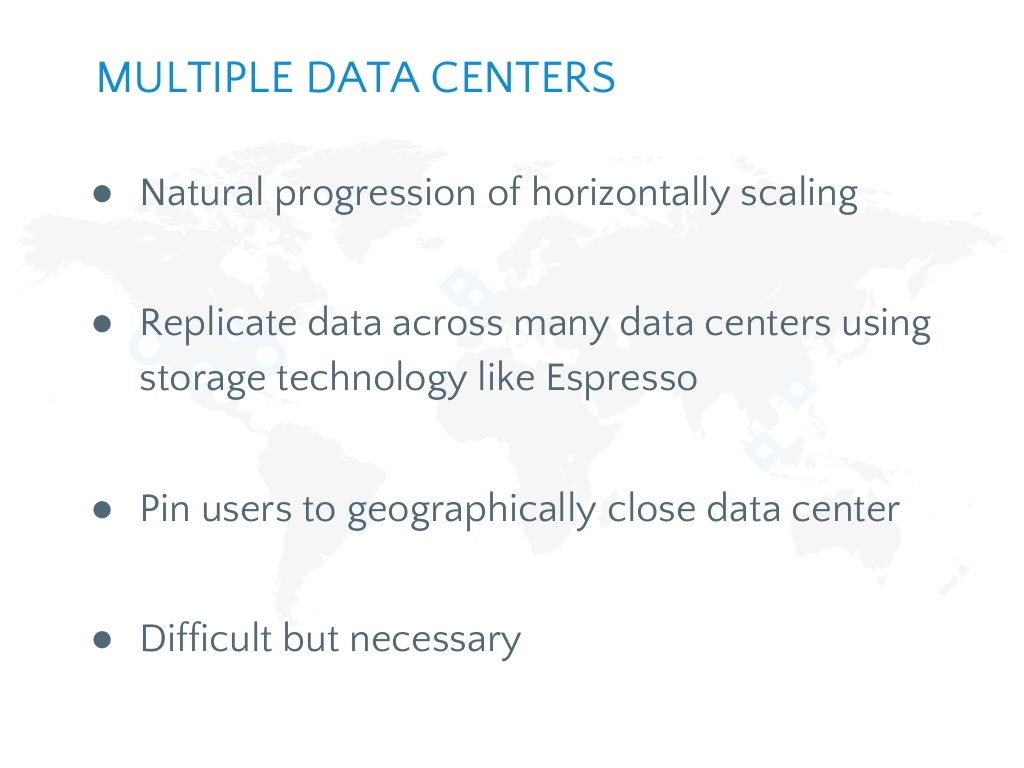 MULTIPLE DATA CENTERS
● Natural progression of horizontally scaling
● Replicate data across many data centers using
storage technology like Espresso
● Pin users to geographically close data center
● Difficult but necessary